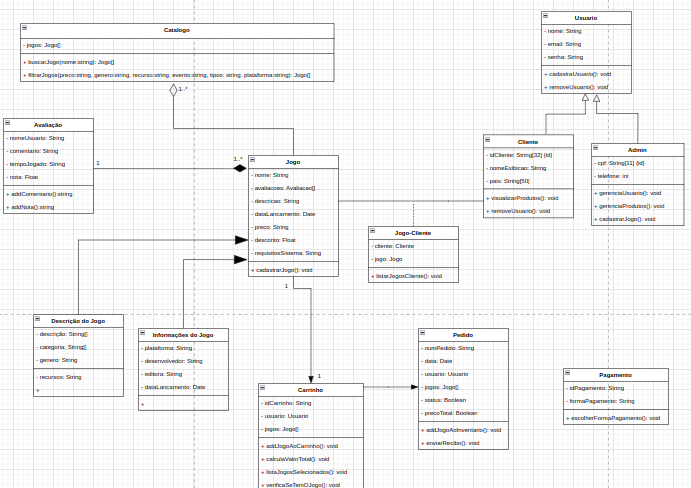 Catalogo
- jogos: Jogo[]
+ buscarJogo(nome:string): Jogo
+ filtrarJogos(preco:string, genero:string, recurso:string, evento:string, tipos: string, plataforma:string): Jogo[]
1..*
Usuario
- nome: String
- email: String
- senha: String
+ cadastraUsuario(): void
+ removeUsuario(): void
Avaliação
- nomeUsuario: String
- comentario: String
- tempoJogado: String
- nota: Float
+ addComentario():string
+ addNota():string
1
1..*
Jogo
- nome: String
- avaliacoes: Avaliacao[]
- descricao: String
- dataLancamento: Date
- preco: String
- desconto: Float
- requisitosSistema: String
+ cadastrarJogo(): void
Cliente
- idCliente: String[32] {id}
- nomeExibicao: String
- pais: String[50]
+ visualizarProdutos(): void
+ removeUsuario(): void
Admin
- cpf:String[11] {id}
- telefone: int
+ gerenciaUsuario(): void
+ gerenciaProdutos(): void
+ cadastrarJogo(): void
Jogo-Cliente
- cliente: Cliente
- jogo: Jogo
+ listarJogosCliente(): void
1
1
Descrição do Jogo
- descrição: String[]
- categoria: String[]
- genero: String
- recursos: String
+
Informações do Jogo
- plataforma: String
- desenvolvedor: String
- editora: String
- dataLancamento: Date
+
Carrinho
- idCarrinho: String
- usuario: Usuario
- jogos: Jogo[]
+ addJogoAoCarrinho(): void
+ calculaValorTotal(): void
+ listaJogosSelecionados(): void
+ verificaSeTemOJogo(): void
Pedido
- numPedido: String
- data: Date
- usuario: Usuario
- jogos: Jogo[]
- status: Boolean
- precoTotal: Boolean
+ addJogoAoInventario(): void
+ enviarRecibo(): void
Pagamento
- idPagamento: String
- formaPagamento: String
+ escolherFormaPagamento(): void